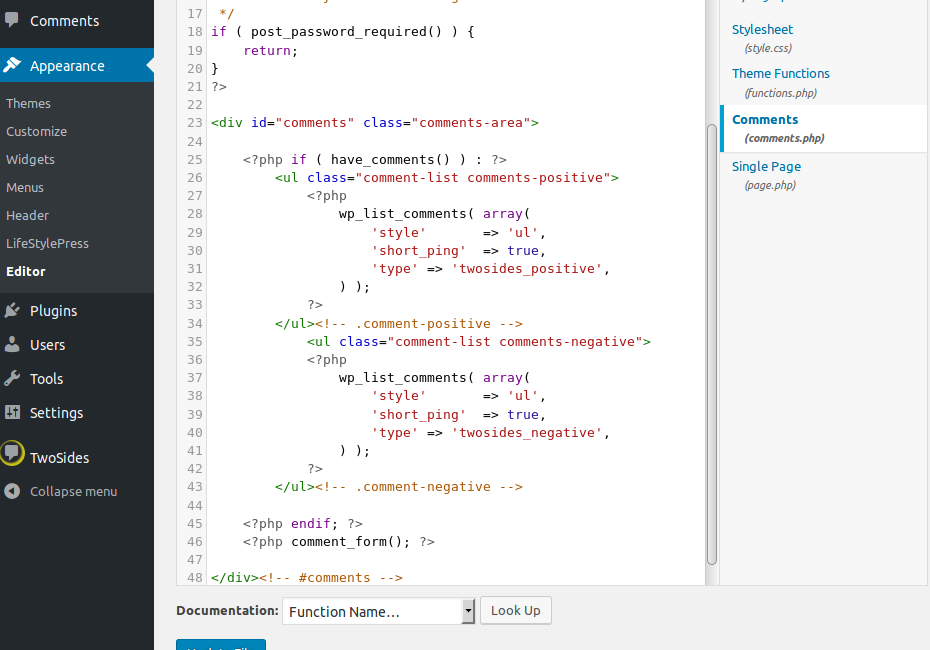 Comments
Appearance
Themes
Customize
Widgets
Menus
Header
LifeStylePress
Editor
Plugins
Users
Tools
Settings
TwoSides
Collapse menu
17  */
18 if ( post_password_required() ) {
19     return;
20 }
21 ?>
22
23 <div id="comments" class="comments-area">
24
25     <?php if ( have_comments() ) : ?>
26         <ul class="comment-list comments-positive">
27             <?php
28                 wp_list_comments( array(
29                     'style'       => 'ul',
30                     'short_ping'  => true,
31                     'type' => 'twosides_positive',
32                 ) );
33             ?>
34         </ul><!-- .comment-positive -->
35             <ul class="comment-list comments-negative">
36             <?php
37                 wp_list_comments( array(
38                     'style'       => 'ul',
39                     'short_ping'  => true,
40                     'type' => 'twosides_negative',
41                 ) );
42             ?>
43         </ul><!-- .comment-negative -->
44
45     <?php endif; ?>
46     <?php comment_form(); ?>
47
48 </div><!-- #comments -->
Stylesheet
(style.css)
Theme Functions
(functions.php)
Comments
(comments.php)
Single Page
(page.php)
Documentation: Function Name... Look Up